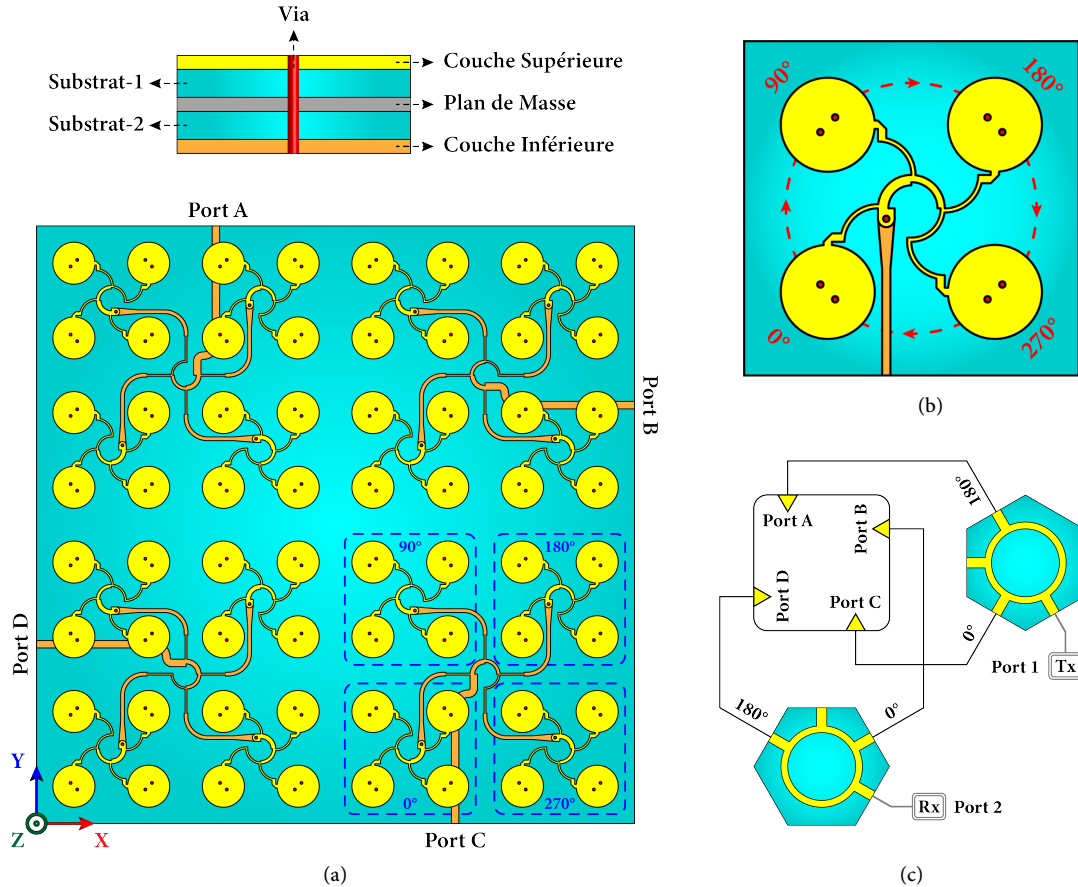 Via
Couche Supérieure
Substrat-1
Plan de Masse
Substrat-2
Couche Inférieure
Port A
Port B
Port D
Port C
90°
180°
0°
270°
Y
Z
X
(a)
90°
180°
0°
270°
(b)
180°
Port A
Port B
Port D
Port C
0°
Port 1
Tx
180°
0°
Rx
Port 2
(c)